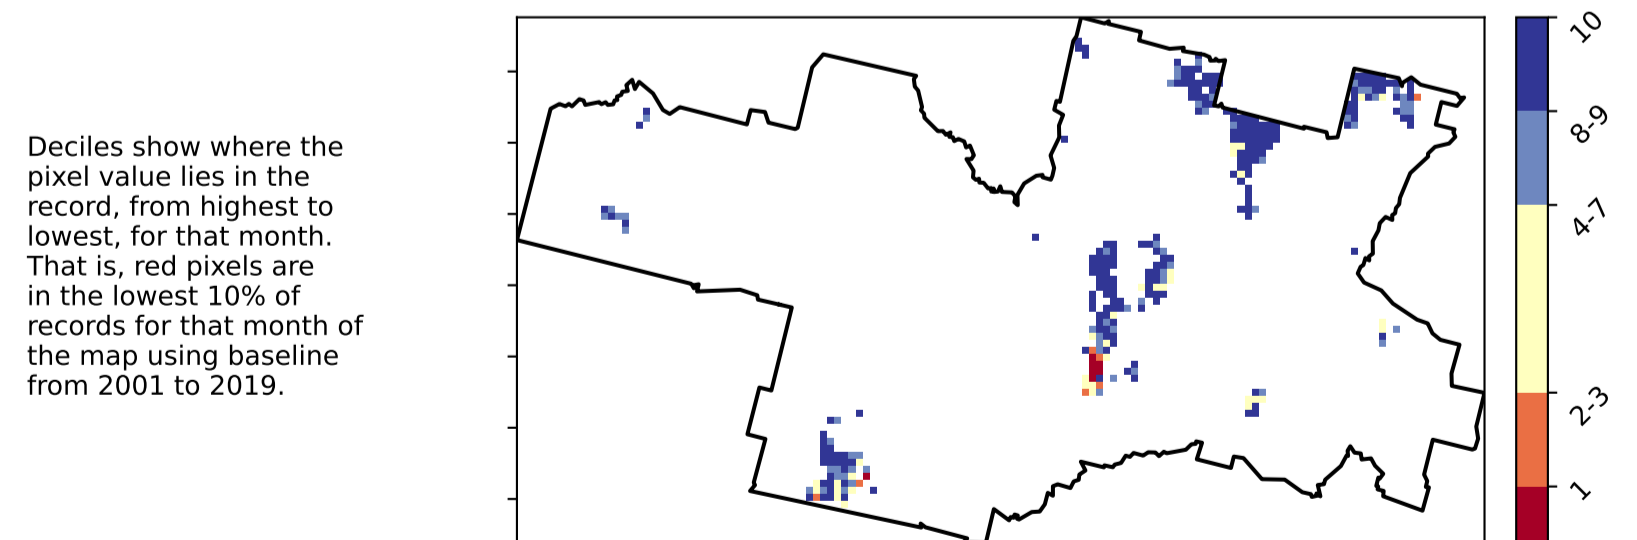 Deciles show where the
pixel value lies in the
record, from highest to
lowest, for that month.
That is, red pixels are
in the lowest 10% of
records for that month of
the map using baseline
from 2001 to 2019.
10
8-9
4-7
2-3
1